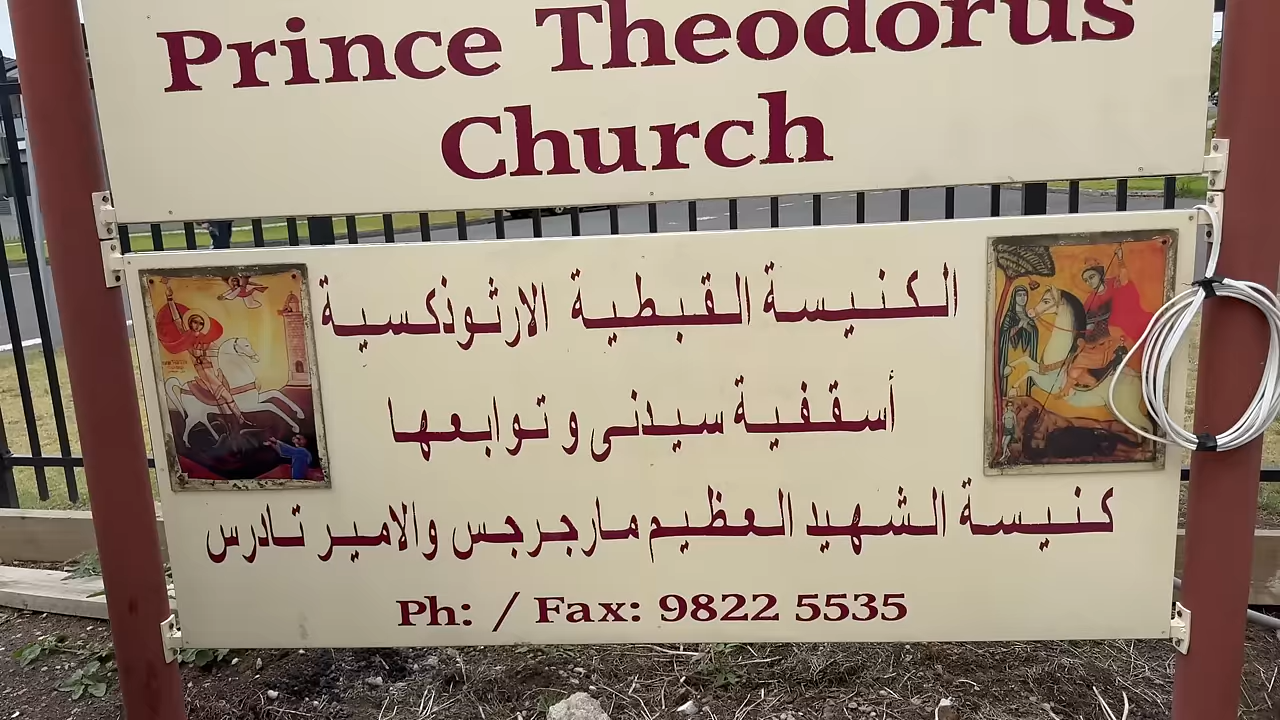 Prince Theodorus
Church
الكنيسة القبطية الارثوذكسية
أسقفية سيدنى و توابعها
كنيسة الشهيد العظيم مارجرجس والامير تادرس
Ph: / Fax: 9822 5535